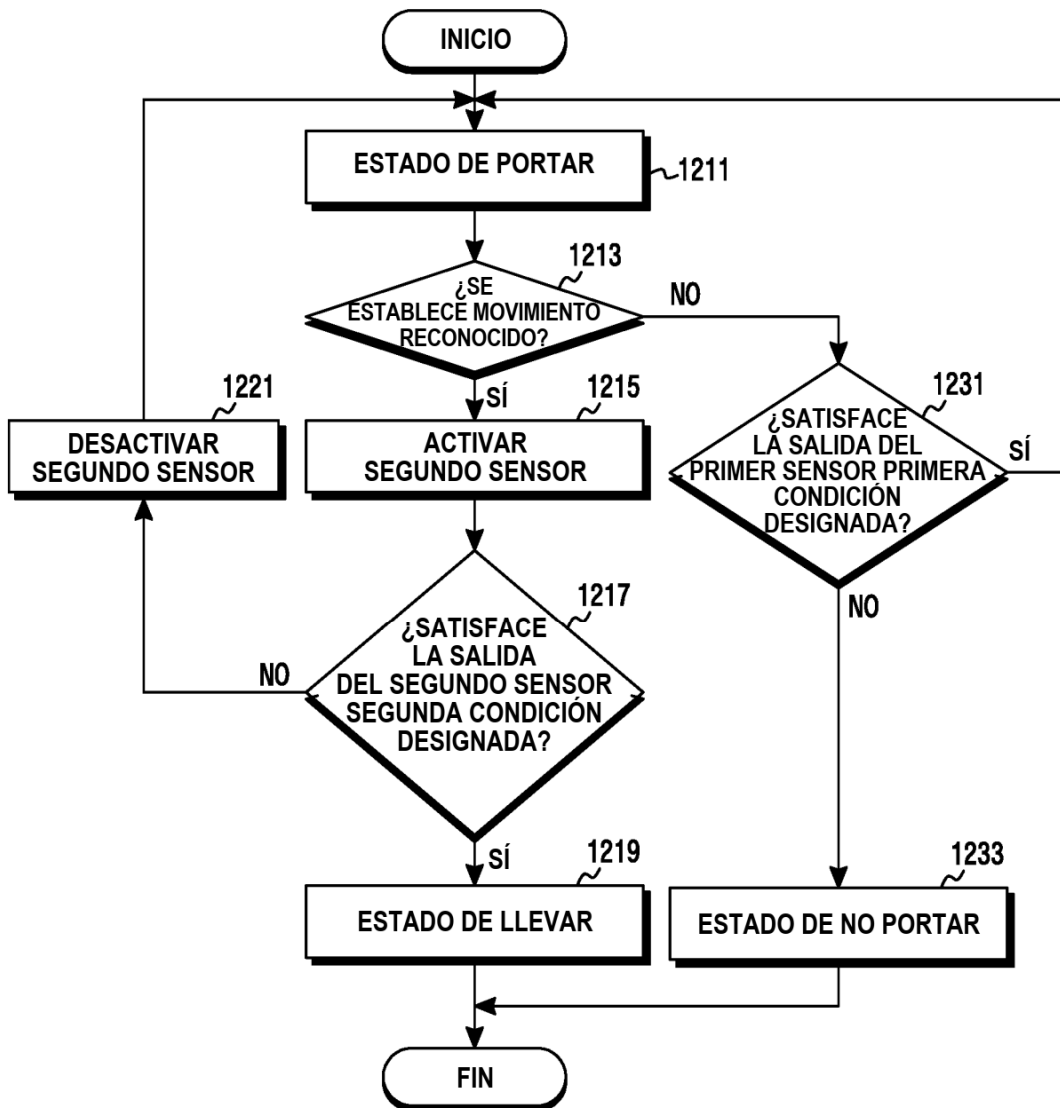 INICIO
ESTADO DE PORTAR
1211
1213
¿SE
ESTABLECE MOVIMIENTO
RECONOCIDO?
NO
SÍ
1215
ACTIVAR
SEGUNDO SENSOR
1221
DESACTIVAR
SEGUNDO SENSOR
1231
¿SATISFACE
LA SALIDA DEL
PRIMER SENSOR PRIMERA
CONDICIÓN
DESIGNADA?
SÍ
NO
1217
¿SATISFACE
LA SALIDA
DEL SEGUNDO SENSOR
SEGUNDA CONDICIÓN
DESIGNADA?
NO
SÍ
1219
ESTADO DE LLEVAR
1233
ESTADO DE NO PORTAR
FIN